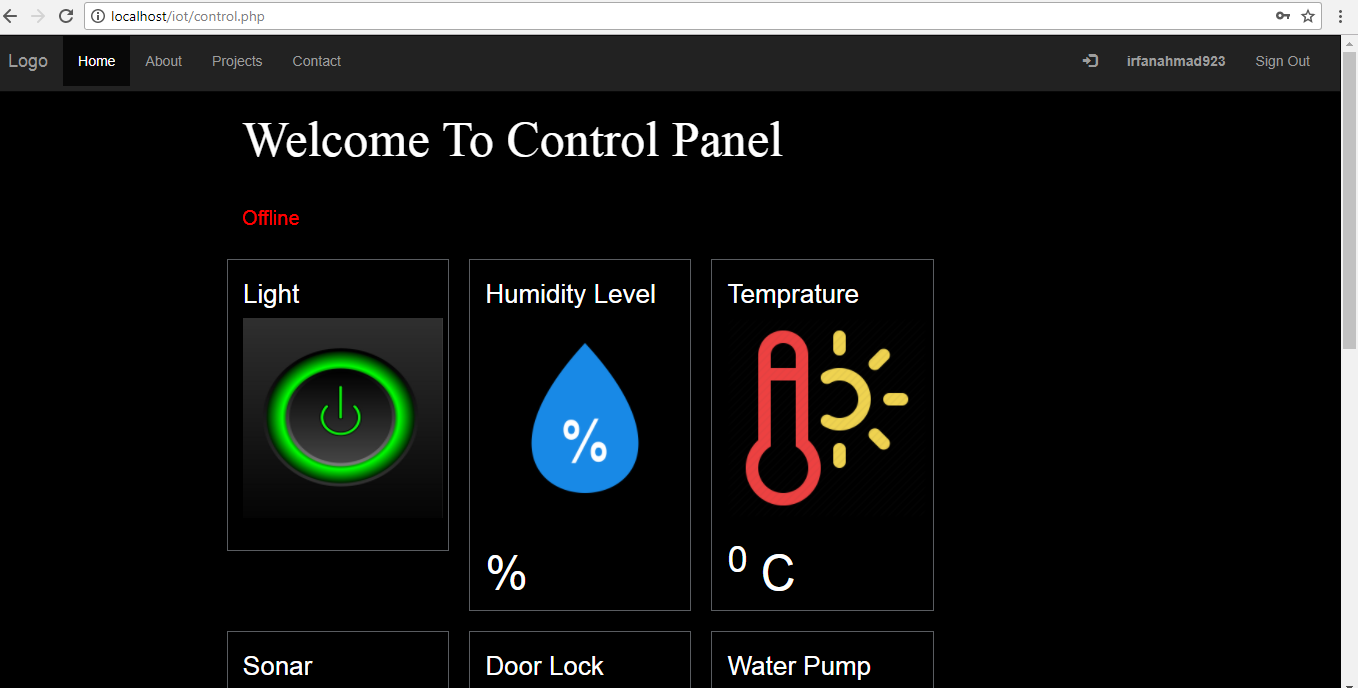 localhost/iot/control.php
Logo Home About Projects Contact irfanahmad923 Sign Out
Welcome To Control Panel
Offline
Light Humidity Level Temprature
%
% 0 C
Sonar Door Lock Water Pump